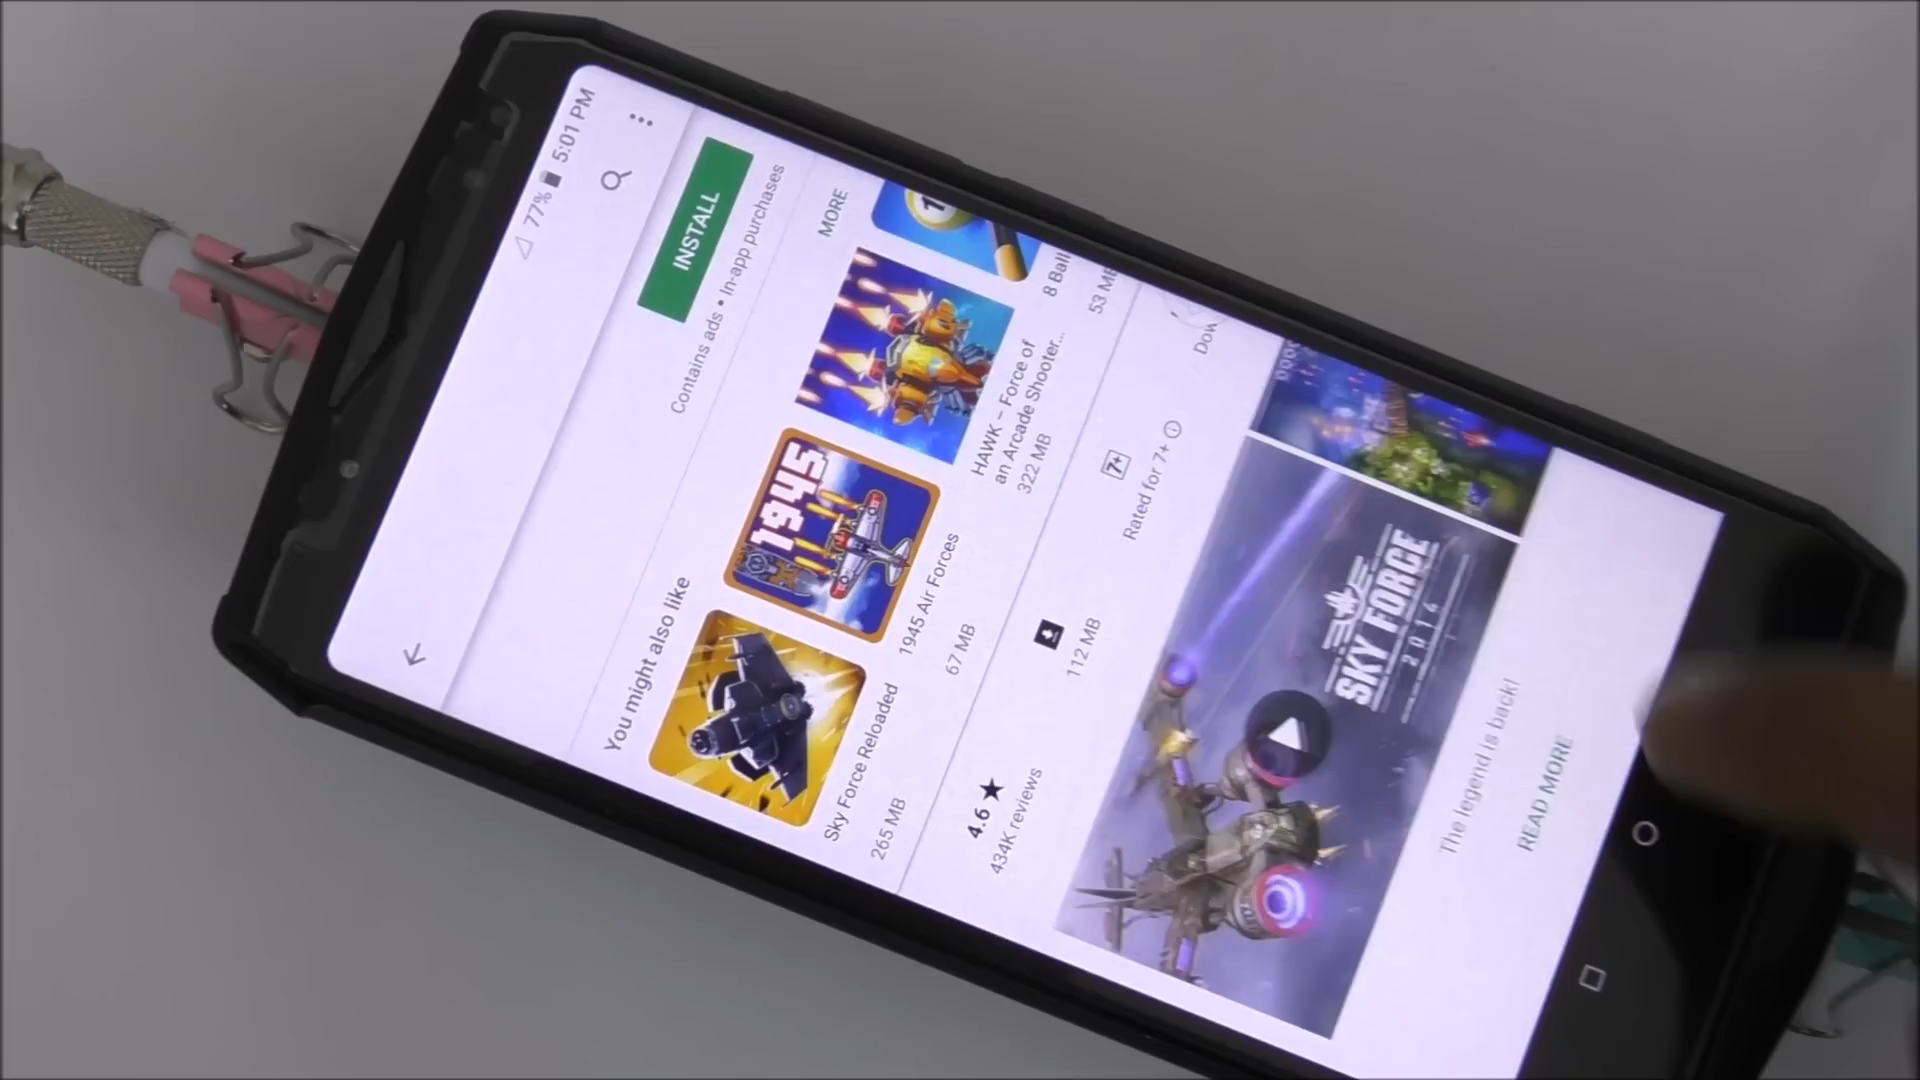 77% 5:01 PM
INSTALL
Contains ads • In-app purchases
You might also like
MORE
1945
Sky Force Reloaded
265 MB
1945 Air Forces
67 MB
HAWK – Force of
an Arcade Shooter...
322 MB
8 Ball
53 MB
4.6 ★
434K reviews
112 MB
7+
Rated for 7+
Dow
SKY FORCE
2014
The legend is back!
READ MORE